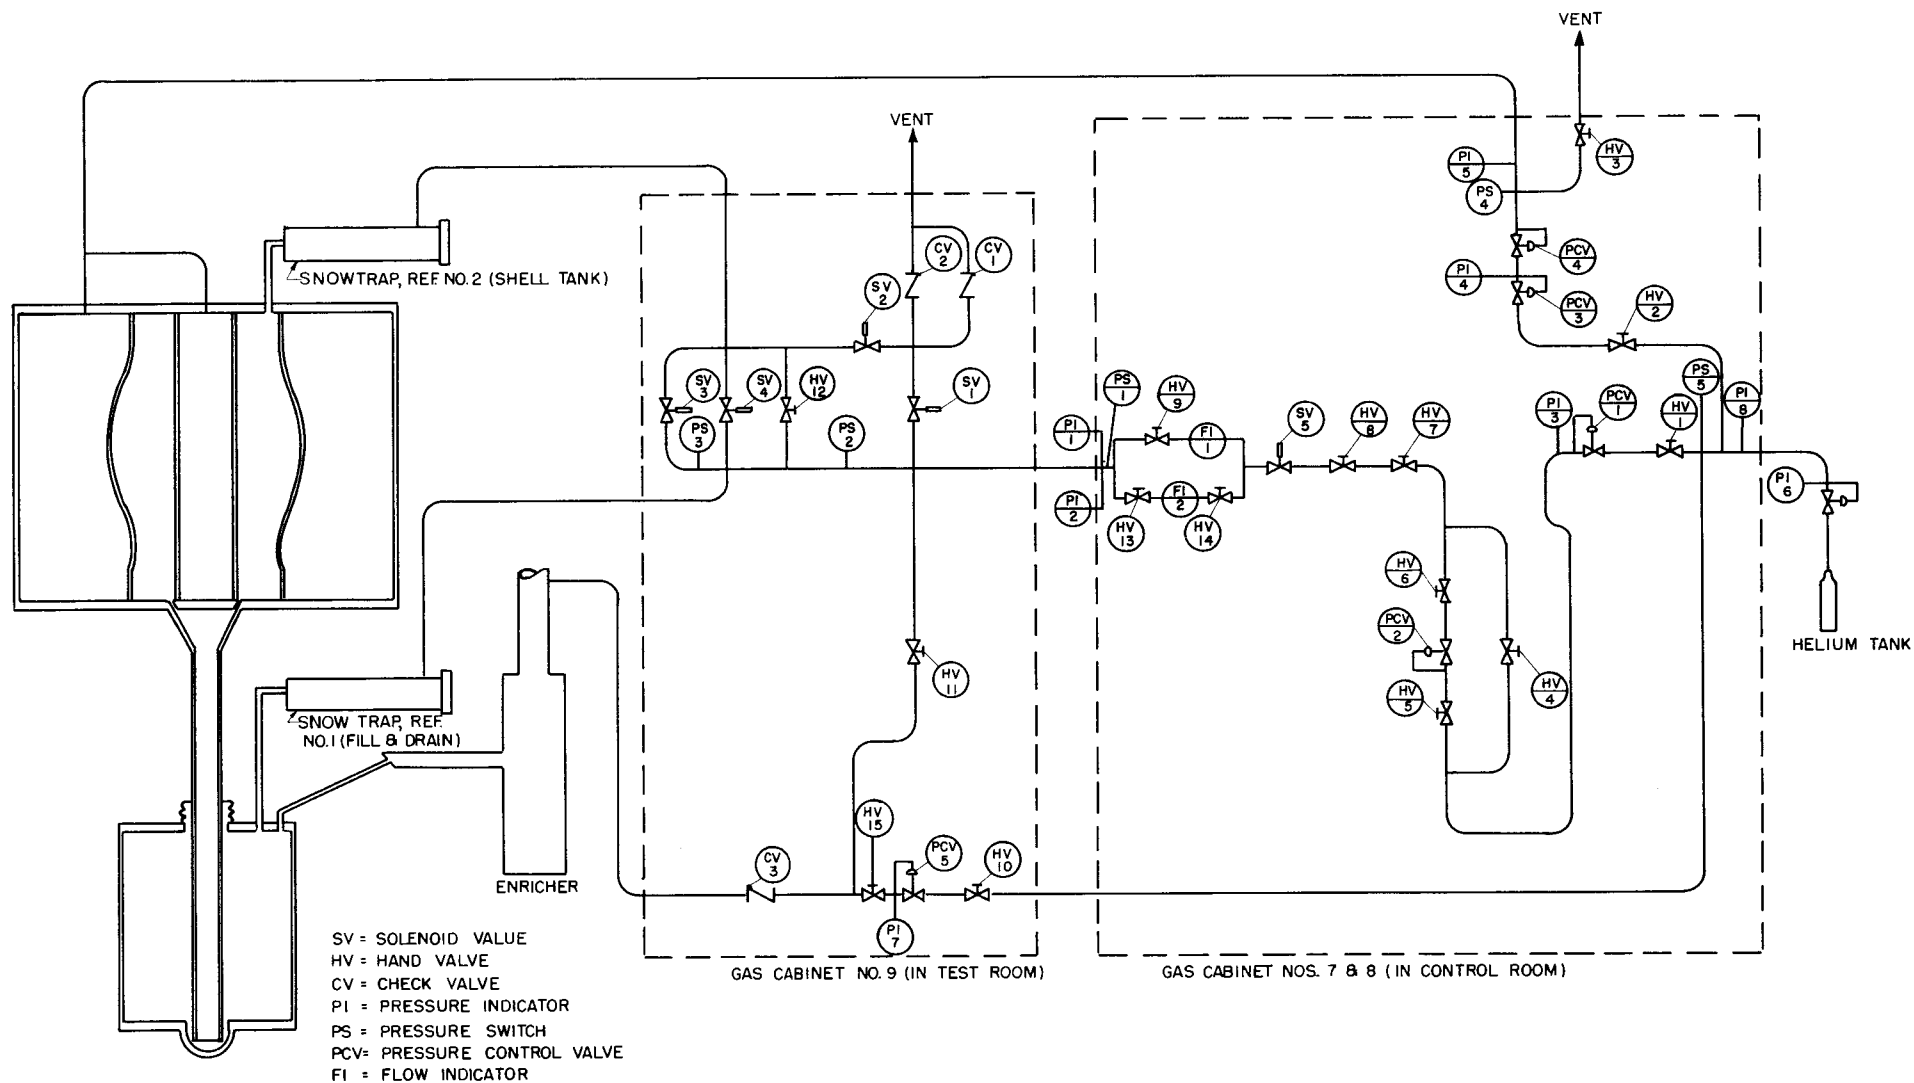 VENT
VENT
HV
3
PI
5
PS
4
PCV
4
PI
4
PCV
3
HV
2
CV
2
CV
1
SV
2
SNOWTRAP, REF. NO. 2 (SHELL TANK)
SV
3
SV
4
HV
12
SV
1
PS
3
PS
2
PS
1
HV
9
PI
1
FI
1
SV
5
HV
8
HV
7
PI
3
PCV
1
HV
1
PS
5
PI
8
PI
2
HV
13
FI
2
HV
14
PI
6
HV
6
PCV
2
HV
5
HV
4
HELIUM TANK
HV
11
SNOW TRAP, REF.
NO. 1 (FILL & DRAIN)
ENRICHER
CV
3
HV
15
PCV
5
HV
10
PI
7
GAS CABINET NO. 9 (IN TEST ROOM)
GAS CABINET NOS. 7 & 8 (IN CONTROL ROOM)
SV = SOLENOID VALUE
HV = HAND VALVE
CV = CHECK VALVE
PI = PRESSURE INDICATOR
PS = PRESSURE SWITCH
PCV= PRESSURE CONTROL VALVE
FI = FLOW INDICATOR